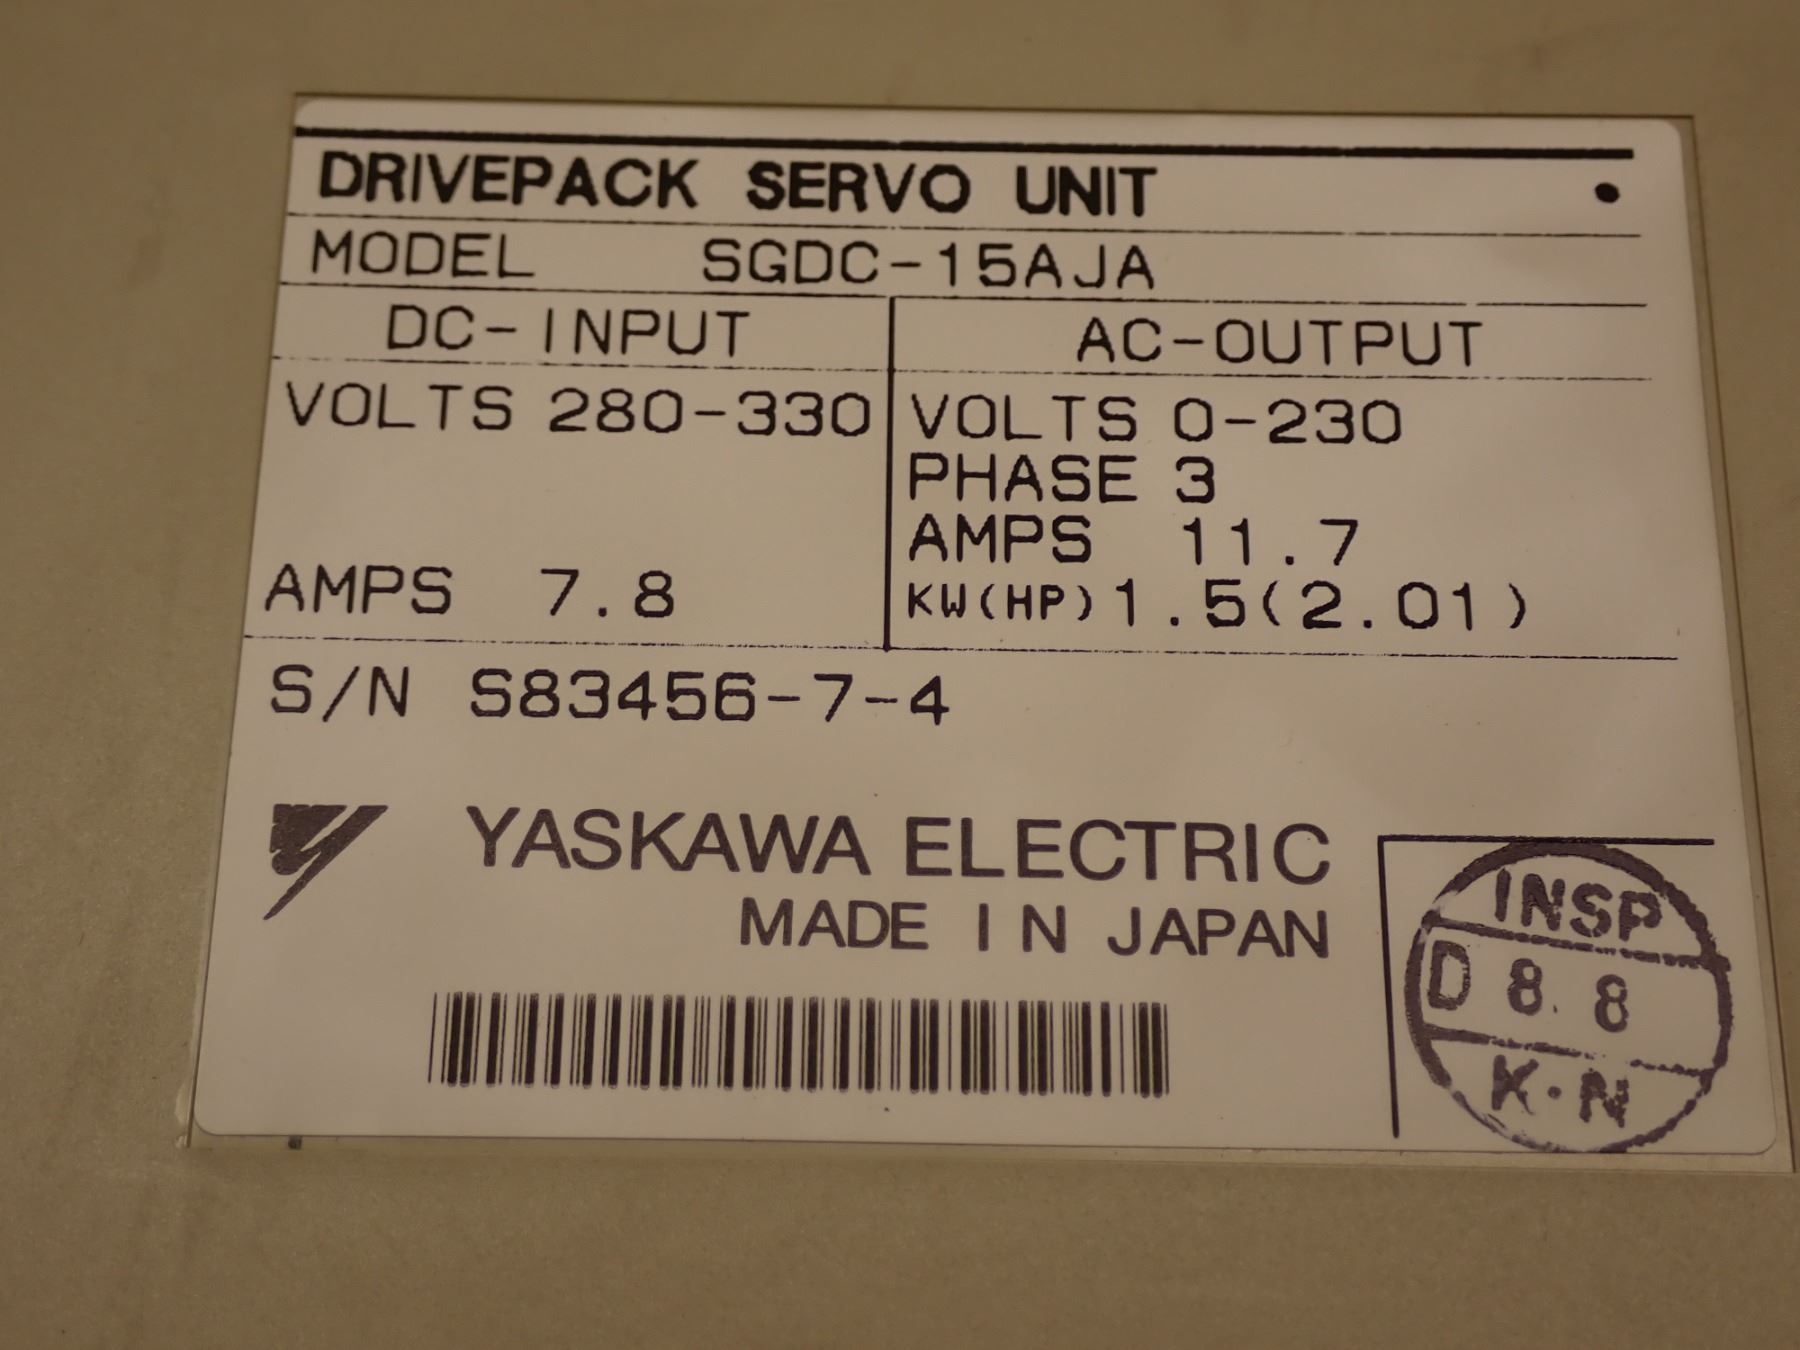 DRIVEPACK SERVO UNIT
MODEL SGDC-15AJA
DC-INPUT
VOLTS 280-330
AMPS 7.8
AC-OUTPUT
VOLTS 0-230
PHASE 3
AMPS 11.7
KW(HP) 1.5(2.01)
S/N S83456-7-4
YASKAWA ELECTRIC
MADE IN JAPAN
INSP
D 8. 8
K·N